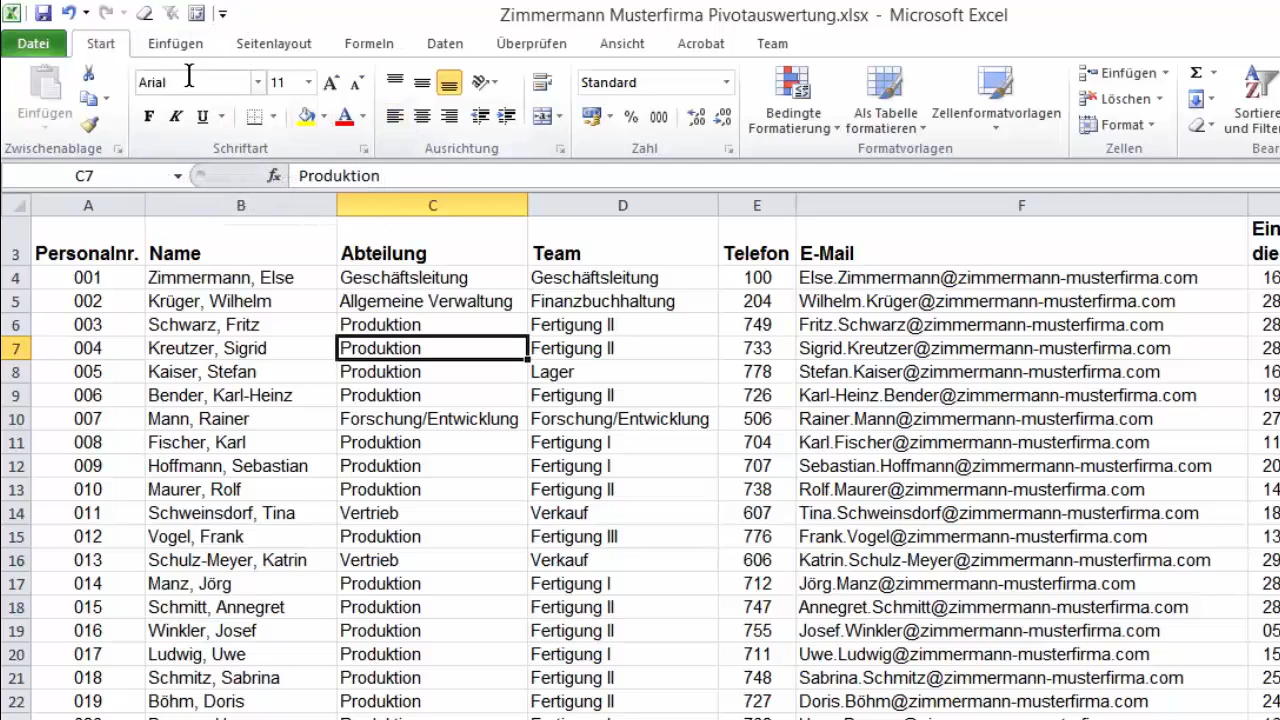 Zimmermann Musterfirma Pivotauswertung.xlsx - Microsoft Excel
Datei Start Einfügen Seitenlayout Formeln Daten Überprüfen Ansicht Acrobat Team
Arial 11 Standard
Einfügen F K U % 000 Bedingte Formatierung Als Tabelle formatieren Zellenformatvorlagen Einfügen Löschen Format Σ
Zwischenablage Schriftart Ausrichtung Zahl Formatvorlagen Zellen
C7 fx Produktion
A B C D E F
3 Personalnr. Name Abteilung Team Telefon E-Mail
4 001 Zimmermann, Else Geschäftsleitung Geschäftsleitung 100 Else.Zimmermann@zimmermann-musterfirma.com 16
5 002 Krüger, Wilhelm Allgemeine Verwaltung Finanzbuchhaltung 204 Wilhelm.Krüger@zimmermann-musterfirma.com 28
6 003 Schwarz, Fritz Produktion Fertigung II 749 Fritz.Schwarz@zimmermann-musterfirma.com 28
7 004 Kreutzer, Sigrid Produktion Fertigung II 733 Sigrid.Kreutzer@zimmermann-musterfirma.com 28
8 005 Kaiser, Stefan Produktion Lager 778 Stefan.Kaiser@zimmermann-musterfirma.com 16
9 006 Bender, Karl-Heinz Produktion Fertigung II 726 Karl-Heinz.Bender@zimmermann-musterfirma.com 19
10 007 Mann, Rainer Forschung/Entwicklung Forschung/Entwicklung 506 Rainer.Mann@zimmermann-musterfirma.com 27
11 008 Fischer, Karl Produktion Fertigung I 704 Karl.Fischer@zimmermann-musterfirma.com 11
12 009 Hoffmann, Sebastian Produktion Fertigung I 707 Sebastian.Hoffmann@zimmermann-musterfirma.com 20
13 010 Maurer, Rolf Produktion Fertigung II 738 Rolf.Maurer@zimmermann-musterfirma.com 14
14 011 Schweinsdorf, Tina Vertrieb Verkauf 607 Tina.Schweinsdorf@zimmermann-musterfirma.com 18
15 012 Vogel, Frank Produktion Fertigung III 776 Frank.Vogel@zimmermann-musterfirma.com 13
16 013 Schulz-Meyer, Katrin Vertrieb Verkauf 606 Katrin.Schulz-Meyer@zimmermann-musterfirma.com 28
17 014 Manz, Jörg Produktion Fertigung I 712 Jörg.Manz@zimmermann-musterfirma.com 28
18 015 Schmitt, Annegret Produktion Fertigung II 747 Annegret.Schmitt@zimmermann-musterfirma.com 28
19 016 Winkler, Josef Produktion Fertigung II 755 Josef.Winkler@zimmermann-musterfirma.com 05
20 017 Ludwig, Uwe Produktion Fertigung I 711 Uwe.Ludwig@zimmermann-musterfirma.com 15
21 018 Schmitz, Sabrina Produktion Fertigung II 748 Sabrina.Schmitz@zimmermann-musterfirma.com 25
22 019 Böhm, Doris Produktion Fertigung II 727 Doris.Böhm@zimmermann-musterfirma.com 24